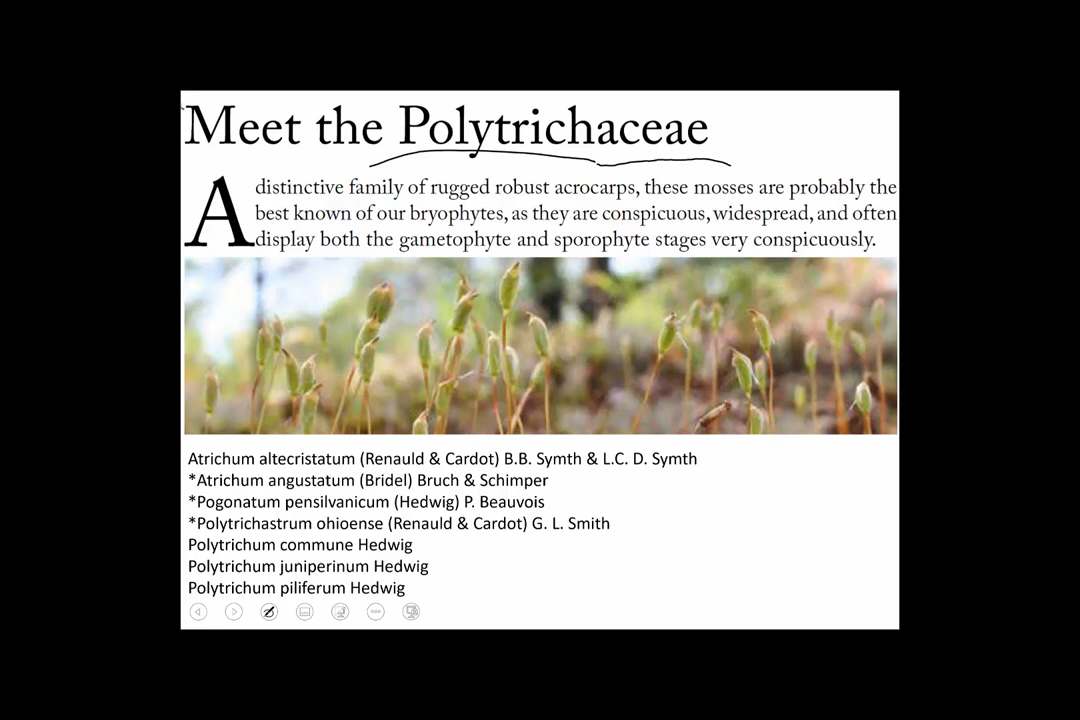 Meet the Polytrichaceae
A distinctive family of rugged robust acrocarps, these mosses are probably the
best known of our bryophytes, as they are conspicuous, widespread, and often
display both the gametophyte and sporophyte stages very conspicuously.
Atrichum altecristatum (Renauld & Cardot) B.B. Symth & L.C. D. Symth
*Atrichum angustatum (Bridel) Bruch & Schimper
*Pogonatum pensilvanicum (Hedwig) P. Beauvois
*Polytrichastrum ohioense (Renauld & Cardot) G. L. Smith
Polytrichum commune Hedwig
Polytrichum juniperinum Hedwig
Polytrichum piliferum Hedwig